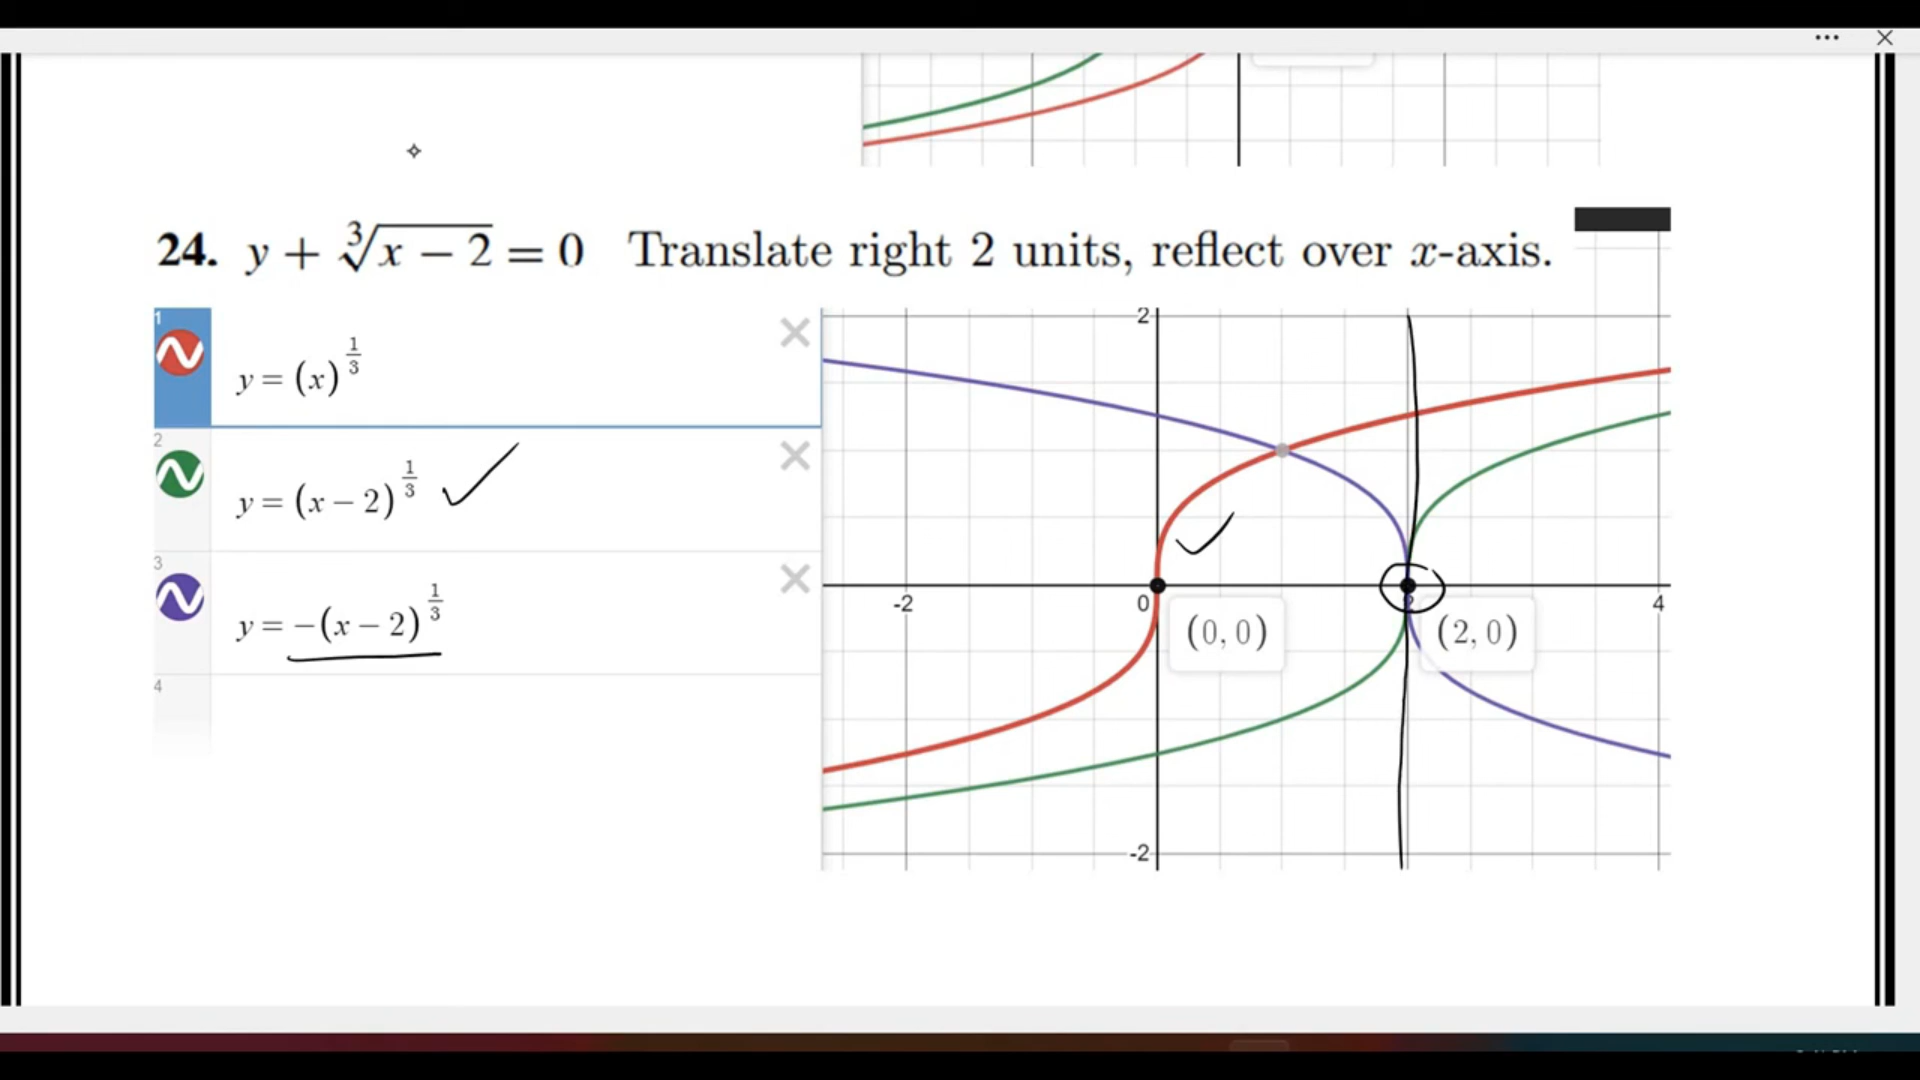 24. y + ∛(x − 2) = 0 Translate right 2 units, reflect over x-axis.
1
y = (x)^(1/3)
2
y = (x − 2)^(1/3)
3
y = −(x − 2)^(1/3)
4
2
-2 0 2 4
(0, 0) (2, 0)
-2